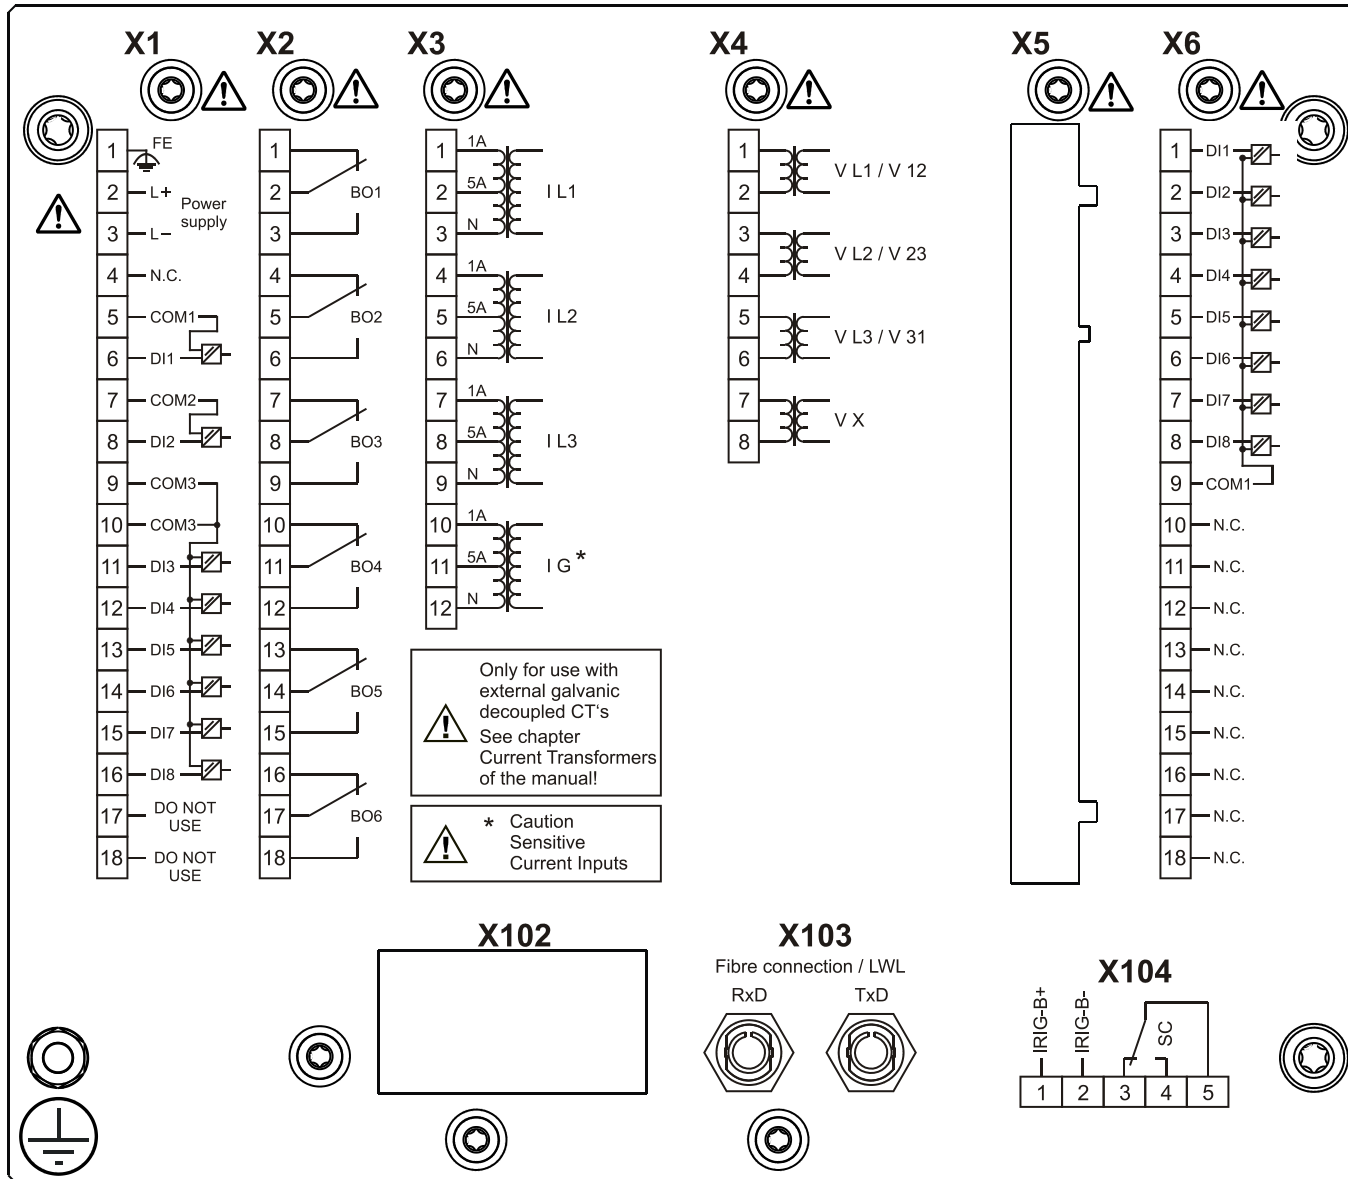 X1
X2
X3
X4
X5
X6
1
FE
2
L+
Power
supply
3
L–
4
N.C.
5
COM1
6
DI1
7
COM2
8
DI2
9
COM3
10
COM3
11
DI3
12
DI4
13
DI5
14
DI6
15
DI7
16
DI8
17
DO NOT
USE
18
DO NOT
USE
1
2
BO1
3
4
5
BO2
6
7
8
BO3
9
10
11
BO4
12
13
14
BO5
15
16
17
BO6
18
1
1A
2
5A
I L1
3
N
4
1A
5
5A
I L2
6
N
7
1A
8
5A
I L3
9
N
10
1A
11
5A
I G *
12
N
Only for use with
external galvanic
decoupled CT‘s
See chapter
Current Transformers
of the manual!
* Caution
Sensitive
Current Inputs
1
V L1 / V 12
2
3
V L2 / V 23
4
5
V L3 / V 31
6
7
V X
8
1
DI1
2
DI2
3
DI3
4
DI4
5
DI5
6
DI6
7
DI7
8
DI8
9
COM1
10
N.C.
11
N.C.
12
N.C.
13
N.C.
14
N.C.
15
N.C.
16
N.C.
17
N.C.
18
N.C.
X102
X103
Fibre connection / LWL
RxD
TxD
X104
IRIG-B+
IRIG-B-
SC
1
2
3
4
5